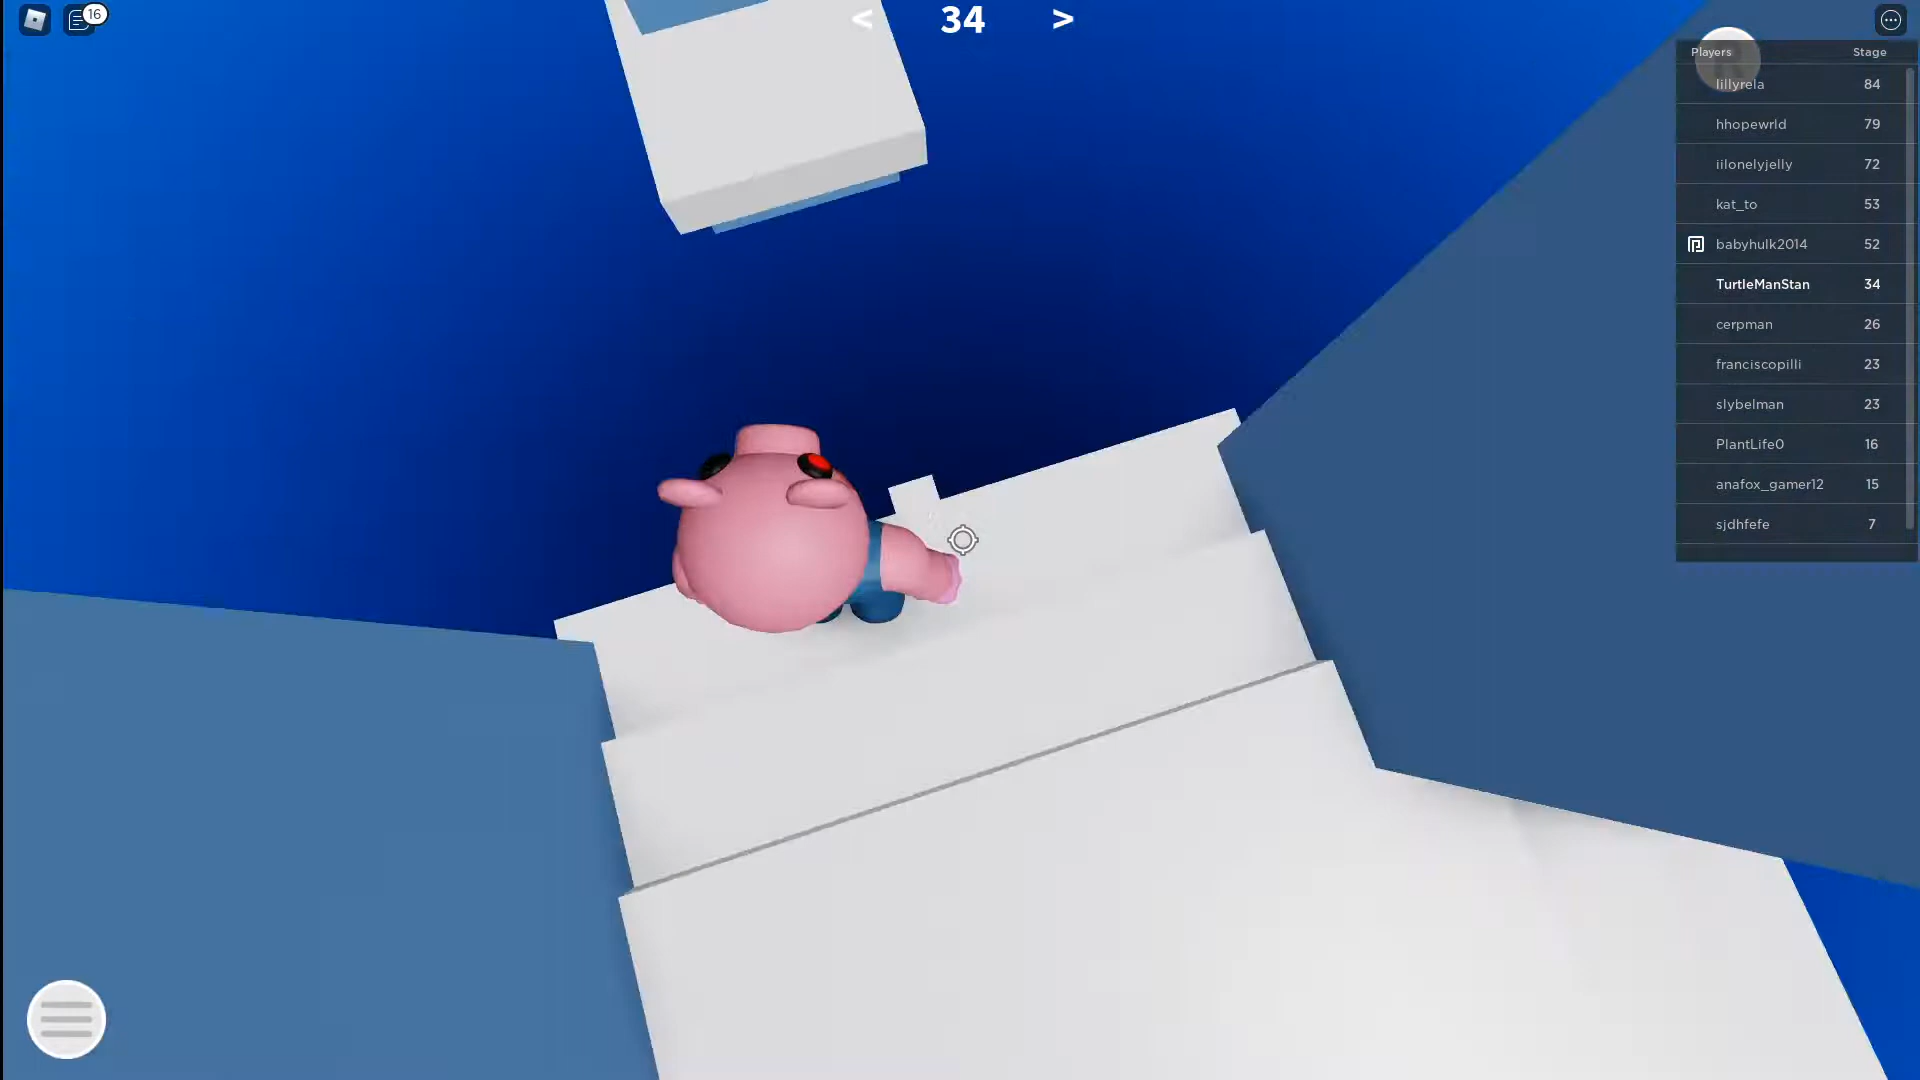 16
< 34 >
Players Stage
lillyrela 84
hhopewrld 79
iilonelyjelly 72
kat_to 53
babyhulk2014 52
TurtleManStan 34
cerpman 26
franciscopilli 23
slybelman 23
PlantLife0 16
anafox_gamer12 15
sjdhfefe 7